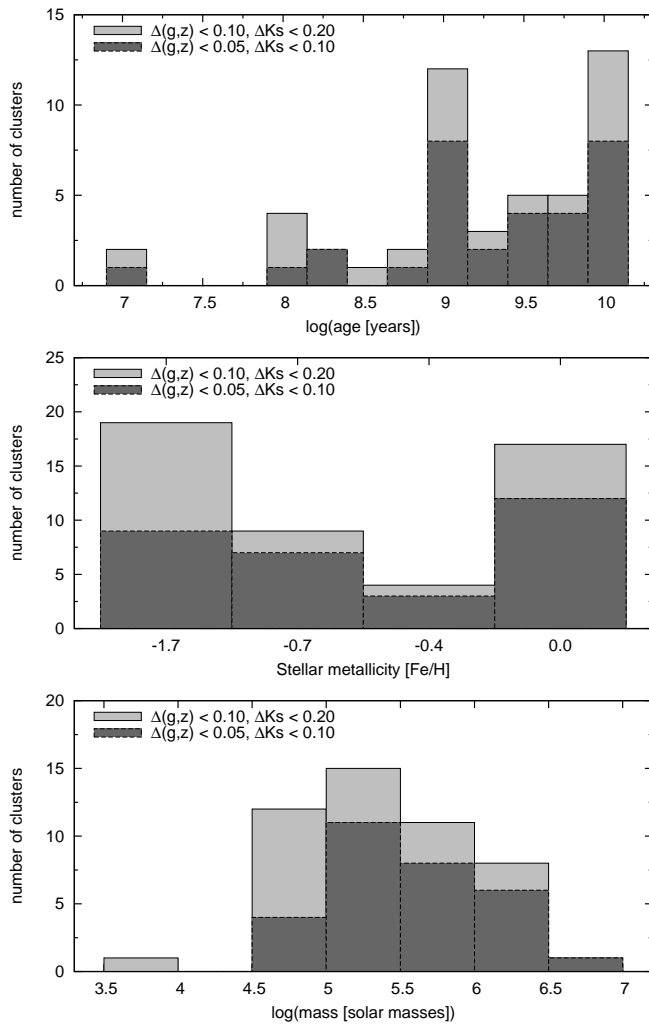 15
10
5
0
number of clusters
Δ(g,z) < 0.10, ΔKs < 0.20
Δ(g,z) < 0.05, ΔKs < 0.10
7 7.5 8 8.5 9 9.5 10
log(age [years])
25
20
15
10
5
0
number of clusters
Δ(g,z) < 0.10, ΔKs < 0.20
Δ(g,z) < 0.05, ΔKs < 0.10
-1.7 -0.7 -0.4 0.0
Stellar metallicity [Fe/H]
20
15
10
5
0
number of clusters
Δ(g,z) < 0.10, ΔKs < 0.20
Δ(g,z) < 0.05, ΔKs < 0.10
3.5 4 4.5 5 5.5 6 6.5 7
log(mass [solar masses])